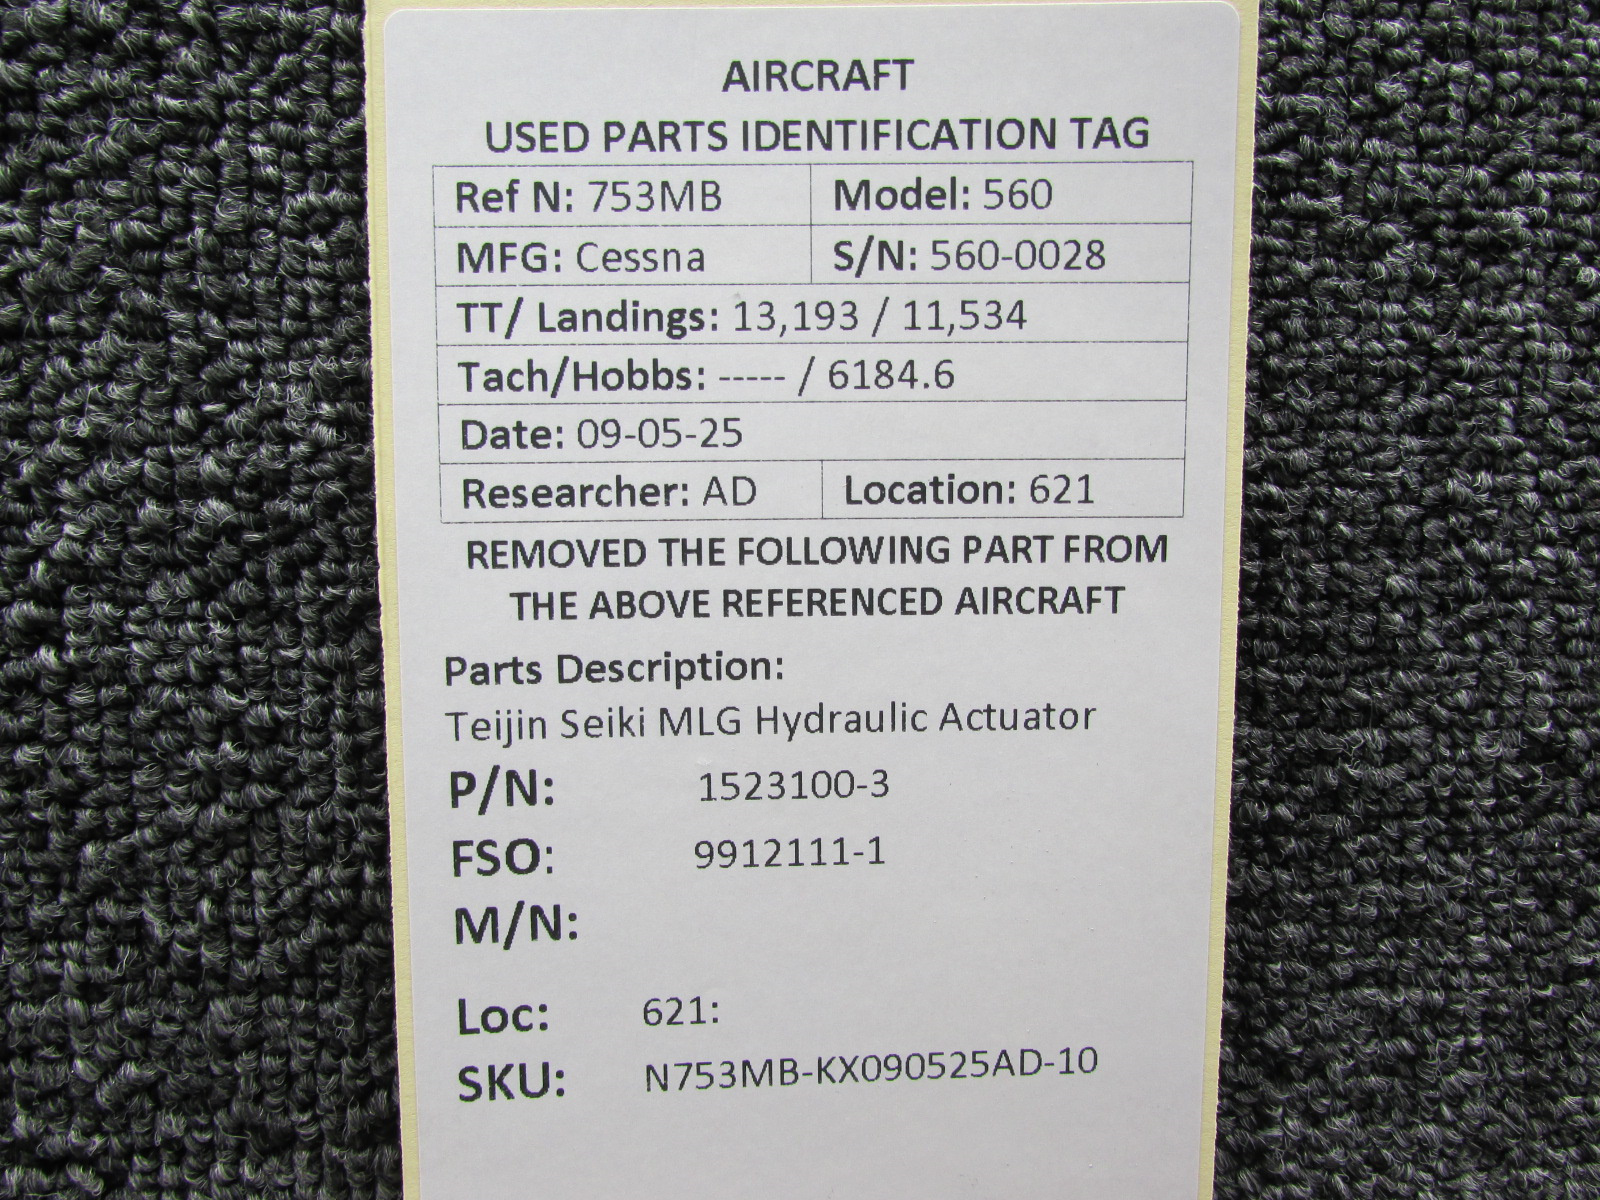 AIRCRAFT
USED PARTS IDENTIFICATION TAG
Ref N: 753MB Model: 560
MFG: Cessna S/N: 560-0028
TT/ Landings: 13,193 / 11,534
Tach/Hobbs: ----- / 6184.6
Date: 09-05-25
Researcher: AD Location: 621
REMOVED THE FOLLOWING PART FROM
THE ABOVE REFERENCED AIRCRAFT
Parts Description:
Teijin Seiki MLG Hydraulic Actuator
P/N: 1523100-3
FSO: 9912111-1
M/N:
Loc: 621:
SKU: N753MB-KX090525AD-10